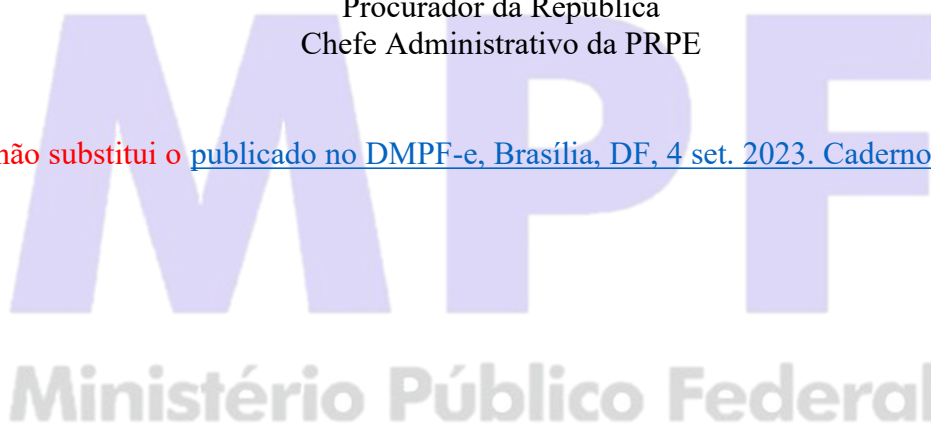 Procurador da República
Chefe Administrativo da PRPE
não substitui o publicado no DMPF-e, Brasília, DF, 4 set. 2023. Caderno
MPF
Ministério Público Federal